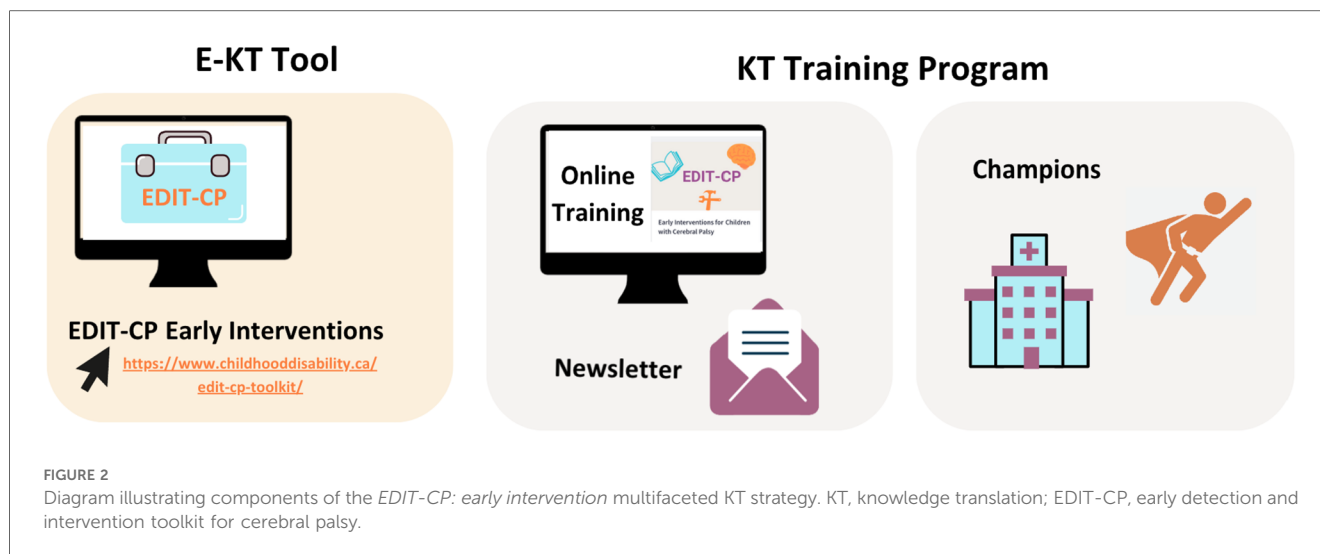 E-KT Tool
EDIT-CP
EDIT-CP Early Interventions
https://www.childhooddisability.ca/
edit-cp-toolkit/
KT Training Program
Online
Training
EDIT-CP
Early Interventions for Children
with Cerebral Palsy
Newsletter
Champions
FIGURE 2
Diagram illustrating components of the EDIT-CP: early intervention multifaceted KT strategy. KT, knowledge translation; EDIT-CP, early detection and
intervention toolkit for cerebral palsy.